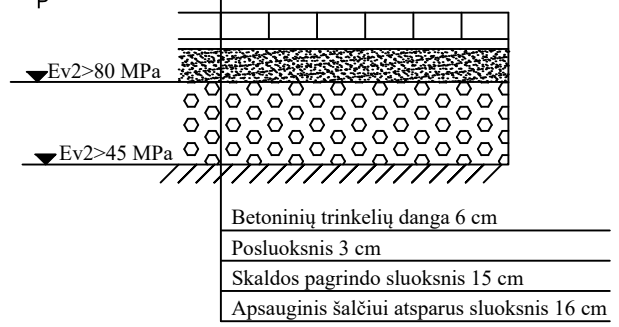 Ev2>80 MPa
Ev2>45 MPa
Betoninių trinkelių danga 6 cm
Posluoksnis 3 cm
Skaldos pagrindo sluoksnis 15 cm
Apsauginis šalčiui atsparus sluoksnis 16 cm